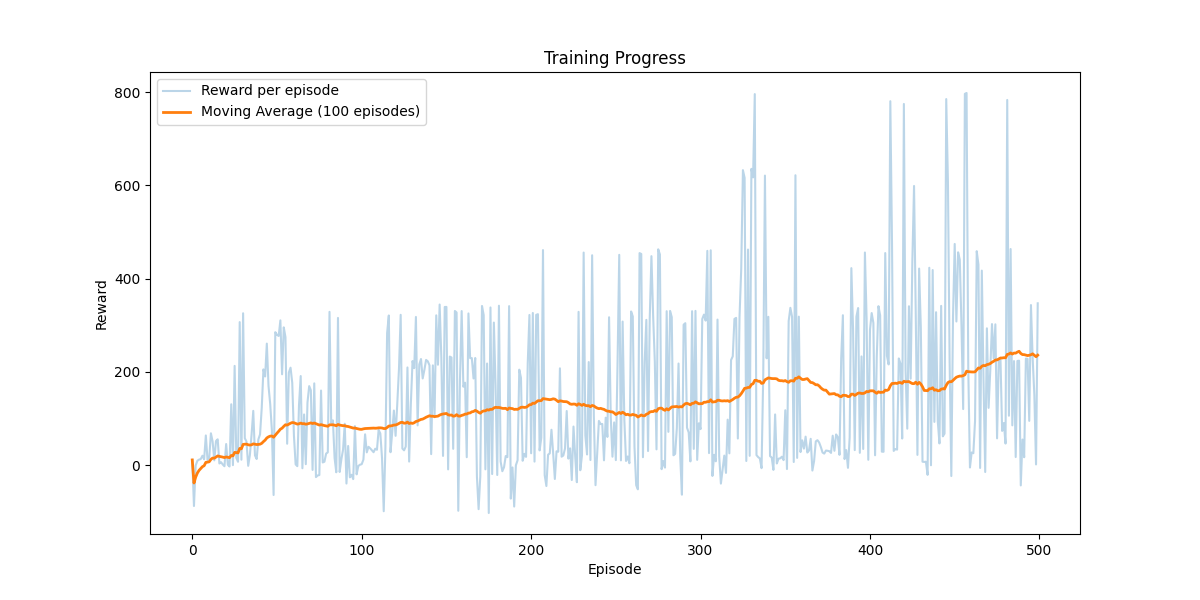 Training Progress
Reward per episode
Moving Average (100 episodes)
800
600
400
200
0
Reward
0
100
200
300
400
500
Episode